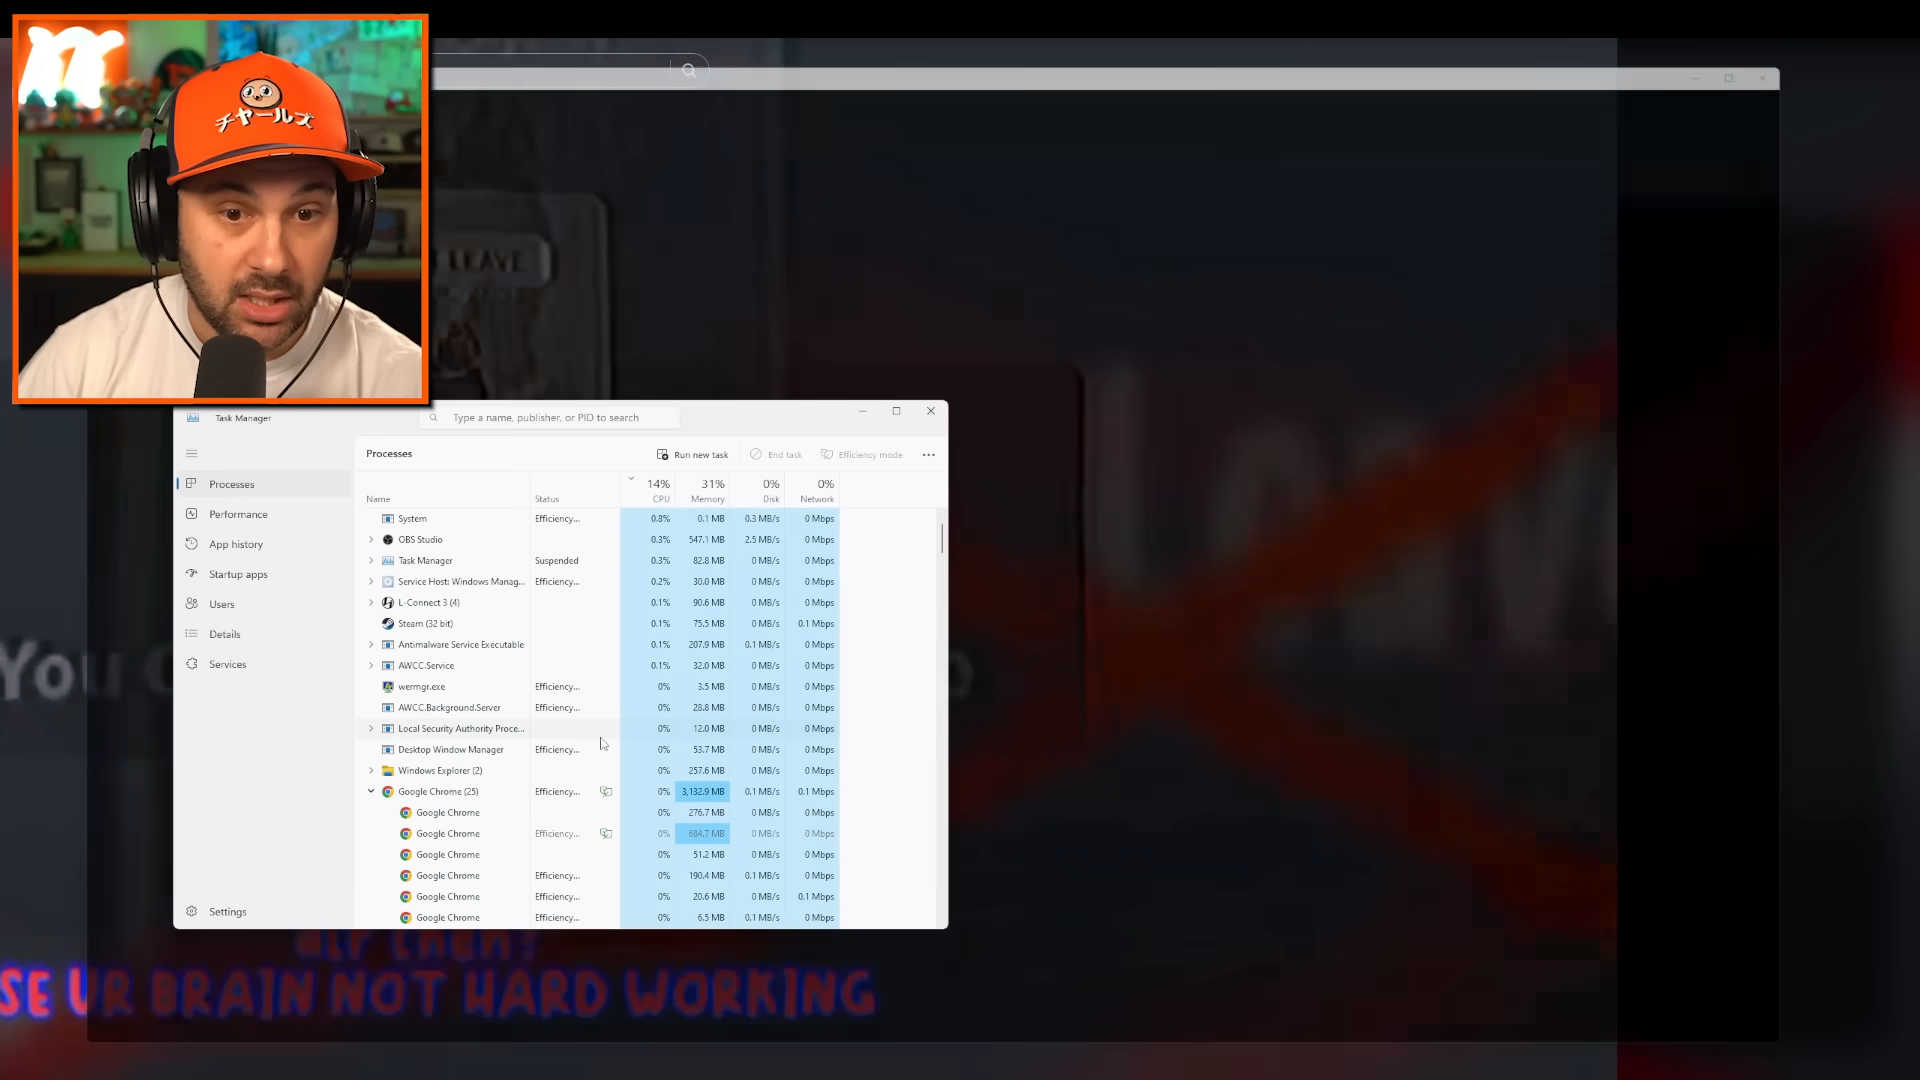 チャールズ
LEAVE
Task Manager
Type a name, publisher, or PID to search
Processes
Run new task
End task
Efficiency mode
Processes
Performance
App history
Startup apps
Users
Details
Services
Settings
14% 31% 0% 0%
Name Status CPU Memory Disk Network
System Efficiency... 0.8% 0.1 MB 0.3 MB/s 0 Mbps
OBS Studio 0.3% 547.1 MB 2.5 MB/s 0 Mbps
Task Manager Suspended 0.3% 82.8 MB 0 MB/s 0 Mbps
Service Host: Windows Manag... Efficiency... 0.2% 30.0 MB 0 MB/s 0 Mbps
L-Connect 3 (4) 0.1% 90.6 MB 0 MB/s 0 Mbps
Steam (32 bit) 0.1% 75.5 MB 0 MB/s 0.1 Mbps
Antimalware Service Executable 0.1% 207.9 MB 0.1 MB/s 0 Mbps
AWCC.Service 0.1% 32.0 MB 0 MB/s 0 Mbps
wermgr.exe Efficiency... 0% 3.5 MB 0 MB/s 0 Mbps
AWCC.Background.Server Efficiency... 0% 28.8 MB 0 MB/s 0 Mbps
Local Security Authority Proce... 0% 12.0 MB 0 MB/s 0 Mbps
Desktop Window Manager Efficiency... 0% 53.7 MB 0 MB/s 0 Mbps
Windows Explorer (2) 0% 257.6 MB 0 MB/s 0 Mbps
Google Chrome (25) Efficiency... 0% 3,132.9 MB 0.1 MB/s 0.1 Mbps
Google Chrome 0% 276.7 MB 0 MB/s 0 Mbps
Google Chrome Efficiency... 0% 684.7 MB 0 MB/s 0 Mbps
Google Chrome 0% 51.2 MB 0 MB/s 0 Mbps
Google Chrome Efficiency... 0% 190.4 MB 0.1 MB/s 0 Mbps
Google Chrome Efficiency... 0% 20.6 MB 0 MB/s 0.1 Mbps
Google Chrome Efficiency... 0% 6.5 MB 0.1 MB/s 0 Mbps
You
SE UR BRAIN NOT HARD WORKING